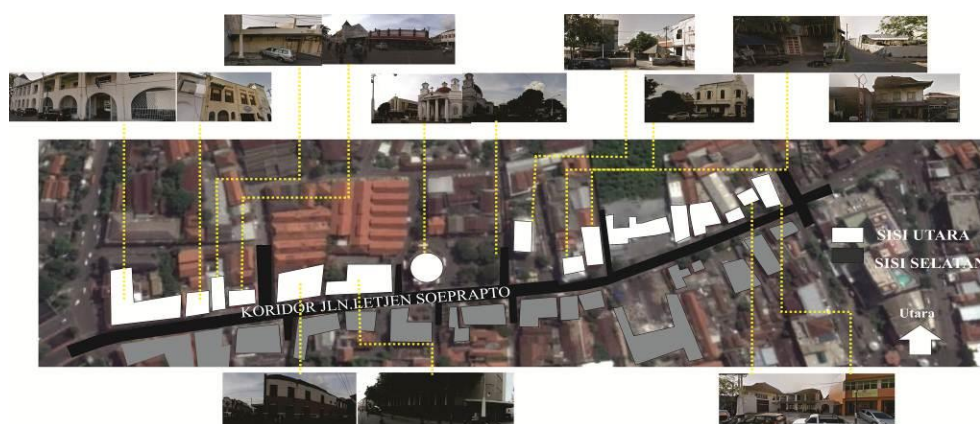 SISI UTARA
SISI SELATAN
KORIDOR JLN.LETJEN SOEPRAPTO
Utara